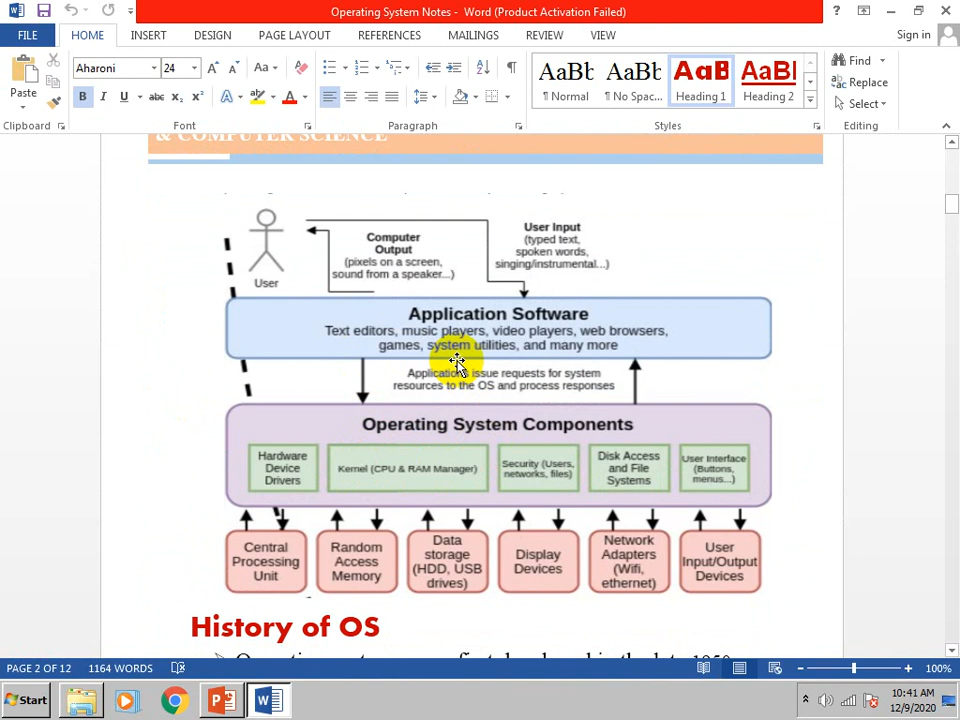 Operating System Notes - Word (Product Activation Failed)
FILE HOME INSERT DESIGN PAGE LAYOUT REFERENCES MAILINGS REVIEW VIEW Sign in
Paste
Clipboard
Aharoni 24 Aa
B I U abc x₂ x² A A
Font
Paragraph
AaBb AaBb AaB AaBl
¶ Normal ¶ No Spac... Heading 1 Heading 2
Styles
Find
Replace
Select
Editing
& COMPUTER SCIENCE
User
Computer
Output
(pixels on a screen,
sound from a speaker...)
User Input
(typed text,
spoken words,
singing/instrumental...)
Application Software
Text editors, music players, video players, web browsers,
games, system utilities, and many more
Applications issue requests for system
resources to the OS and process responses
Operating System Components
Hardware
Device
Drivers
Kernel (CPU & RAM Manager)
Security (Users,
networks, files)
Disk Access
and File
Systems
User Interface
(Buttons,
menus...)
Central
Processing
Unit
Random
Access
Memory
Data
storage
(HDD, USB
drives)
Display
Devices
Network
Adapters
(Wifi,
ethernet)
User
Input/Output
Devices
History of OS
PAGE 2 OF 12 1164 WORDS 100%
Start 10:41 AM
12/9/2020